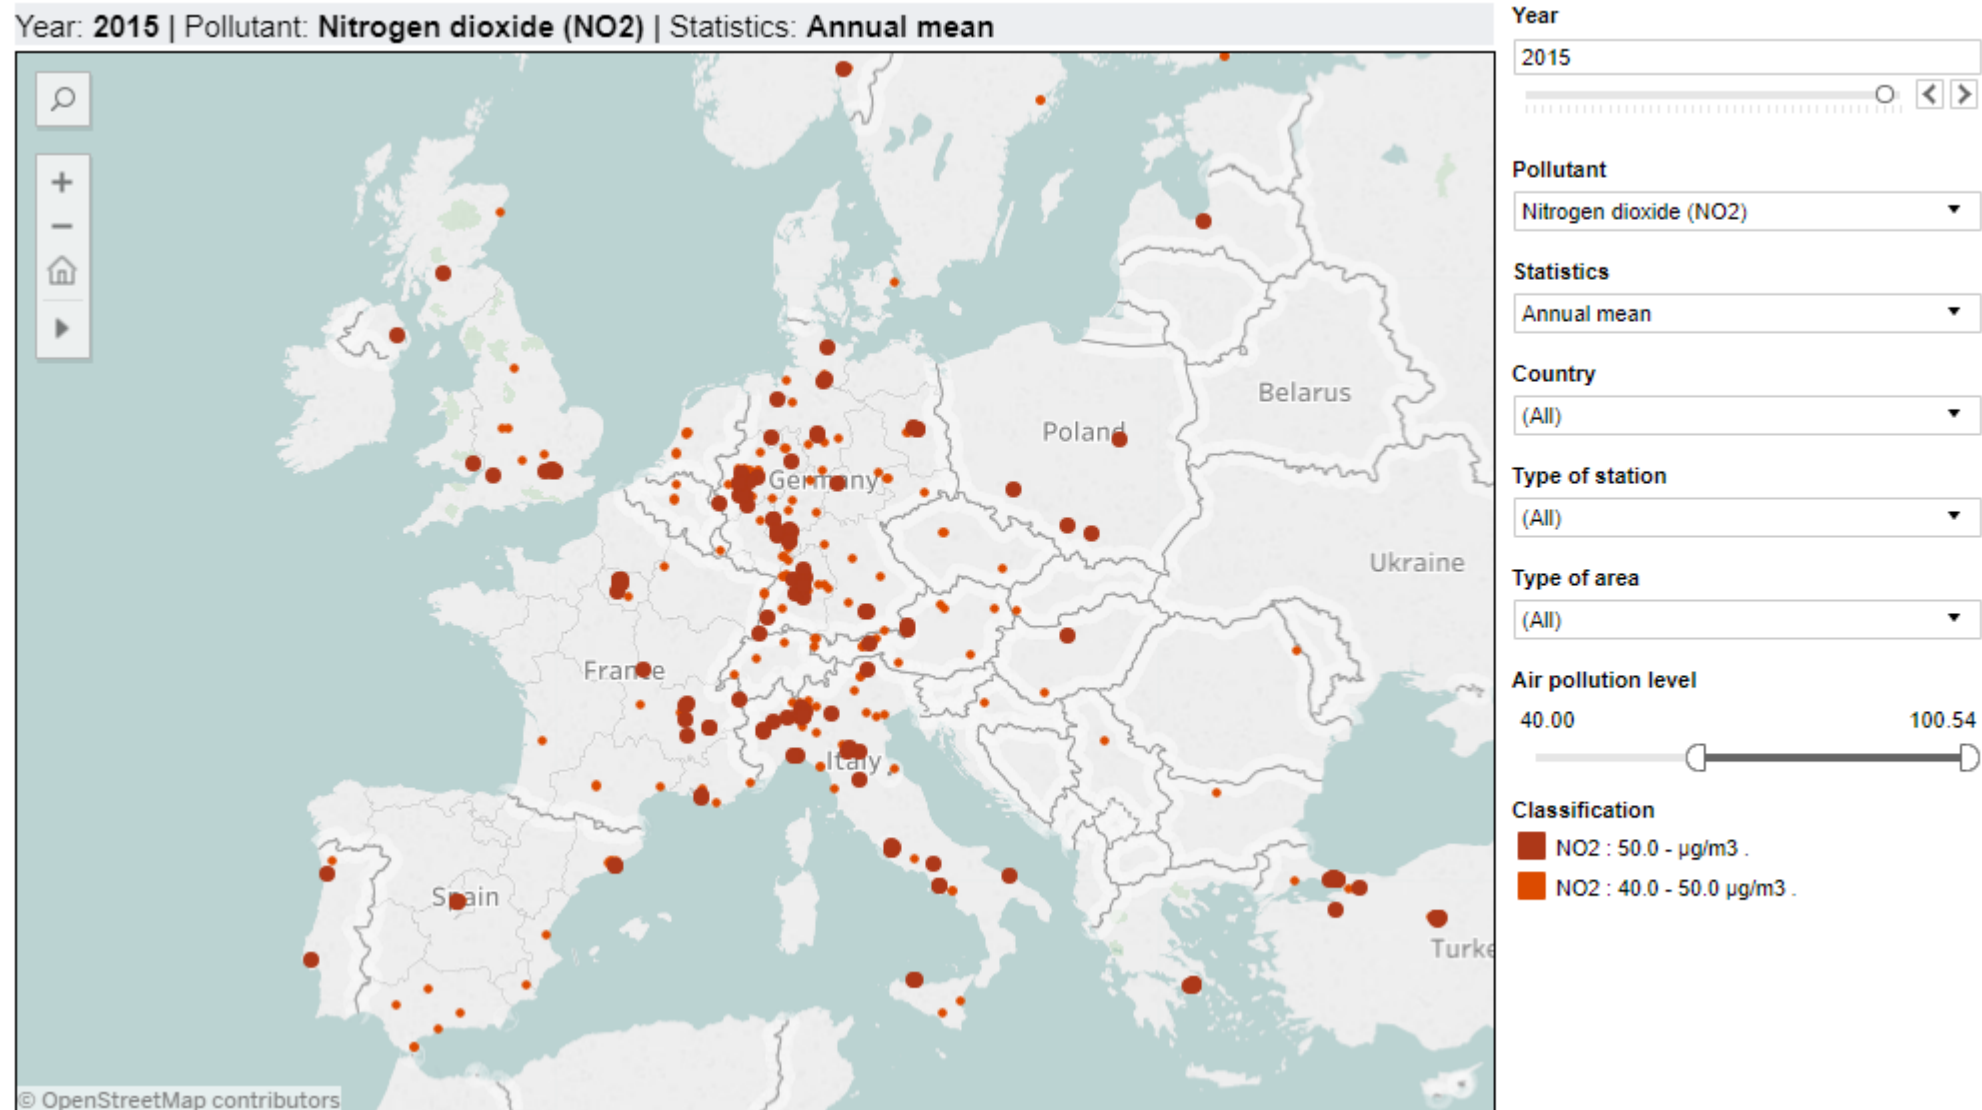 Year: 2015 | Pollutant: Nitrogen dioxide (NO2) | Statistics: Annual mean
Belarus
Poland
Germany
Ukraine
France
Italy
Spain
Turke
© OpenStreetMap contributors
Year
2015
Pollutant
Nitrogen dioxide (NO2)
Statistics
Annual mean
Country
(All)
Type of station
(All)
Type of area
(All)
Air pollution level
40.00 100.54
Classification
NO2 : 50.0 - µg/m3 .
NO2 : 40.0 - 50.0 µg/m3 .